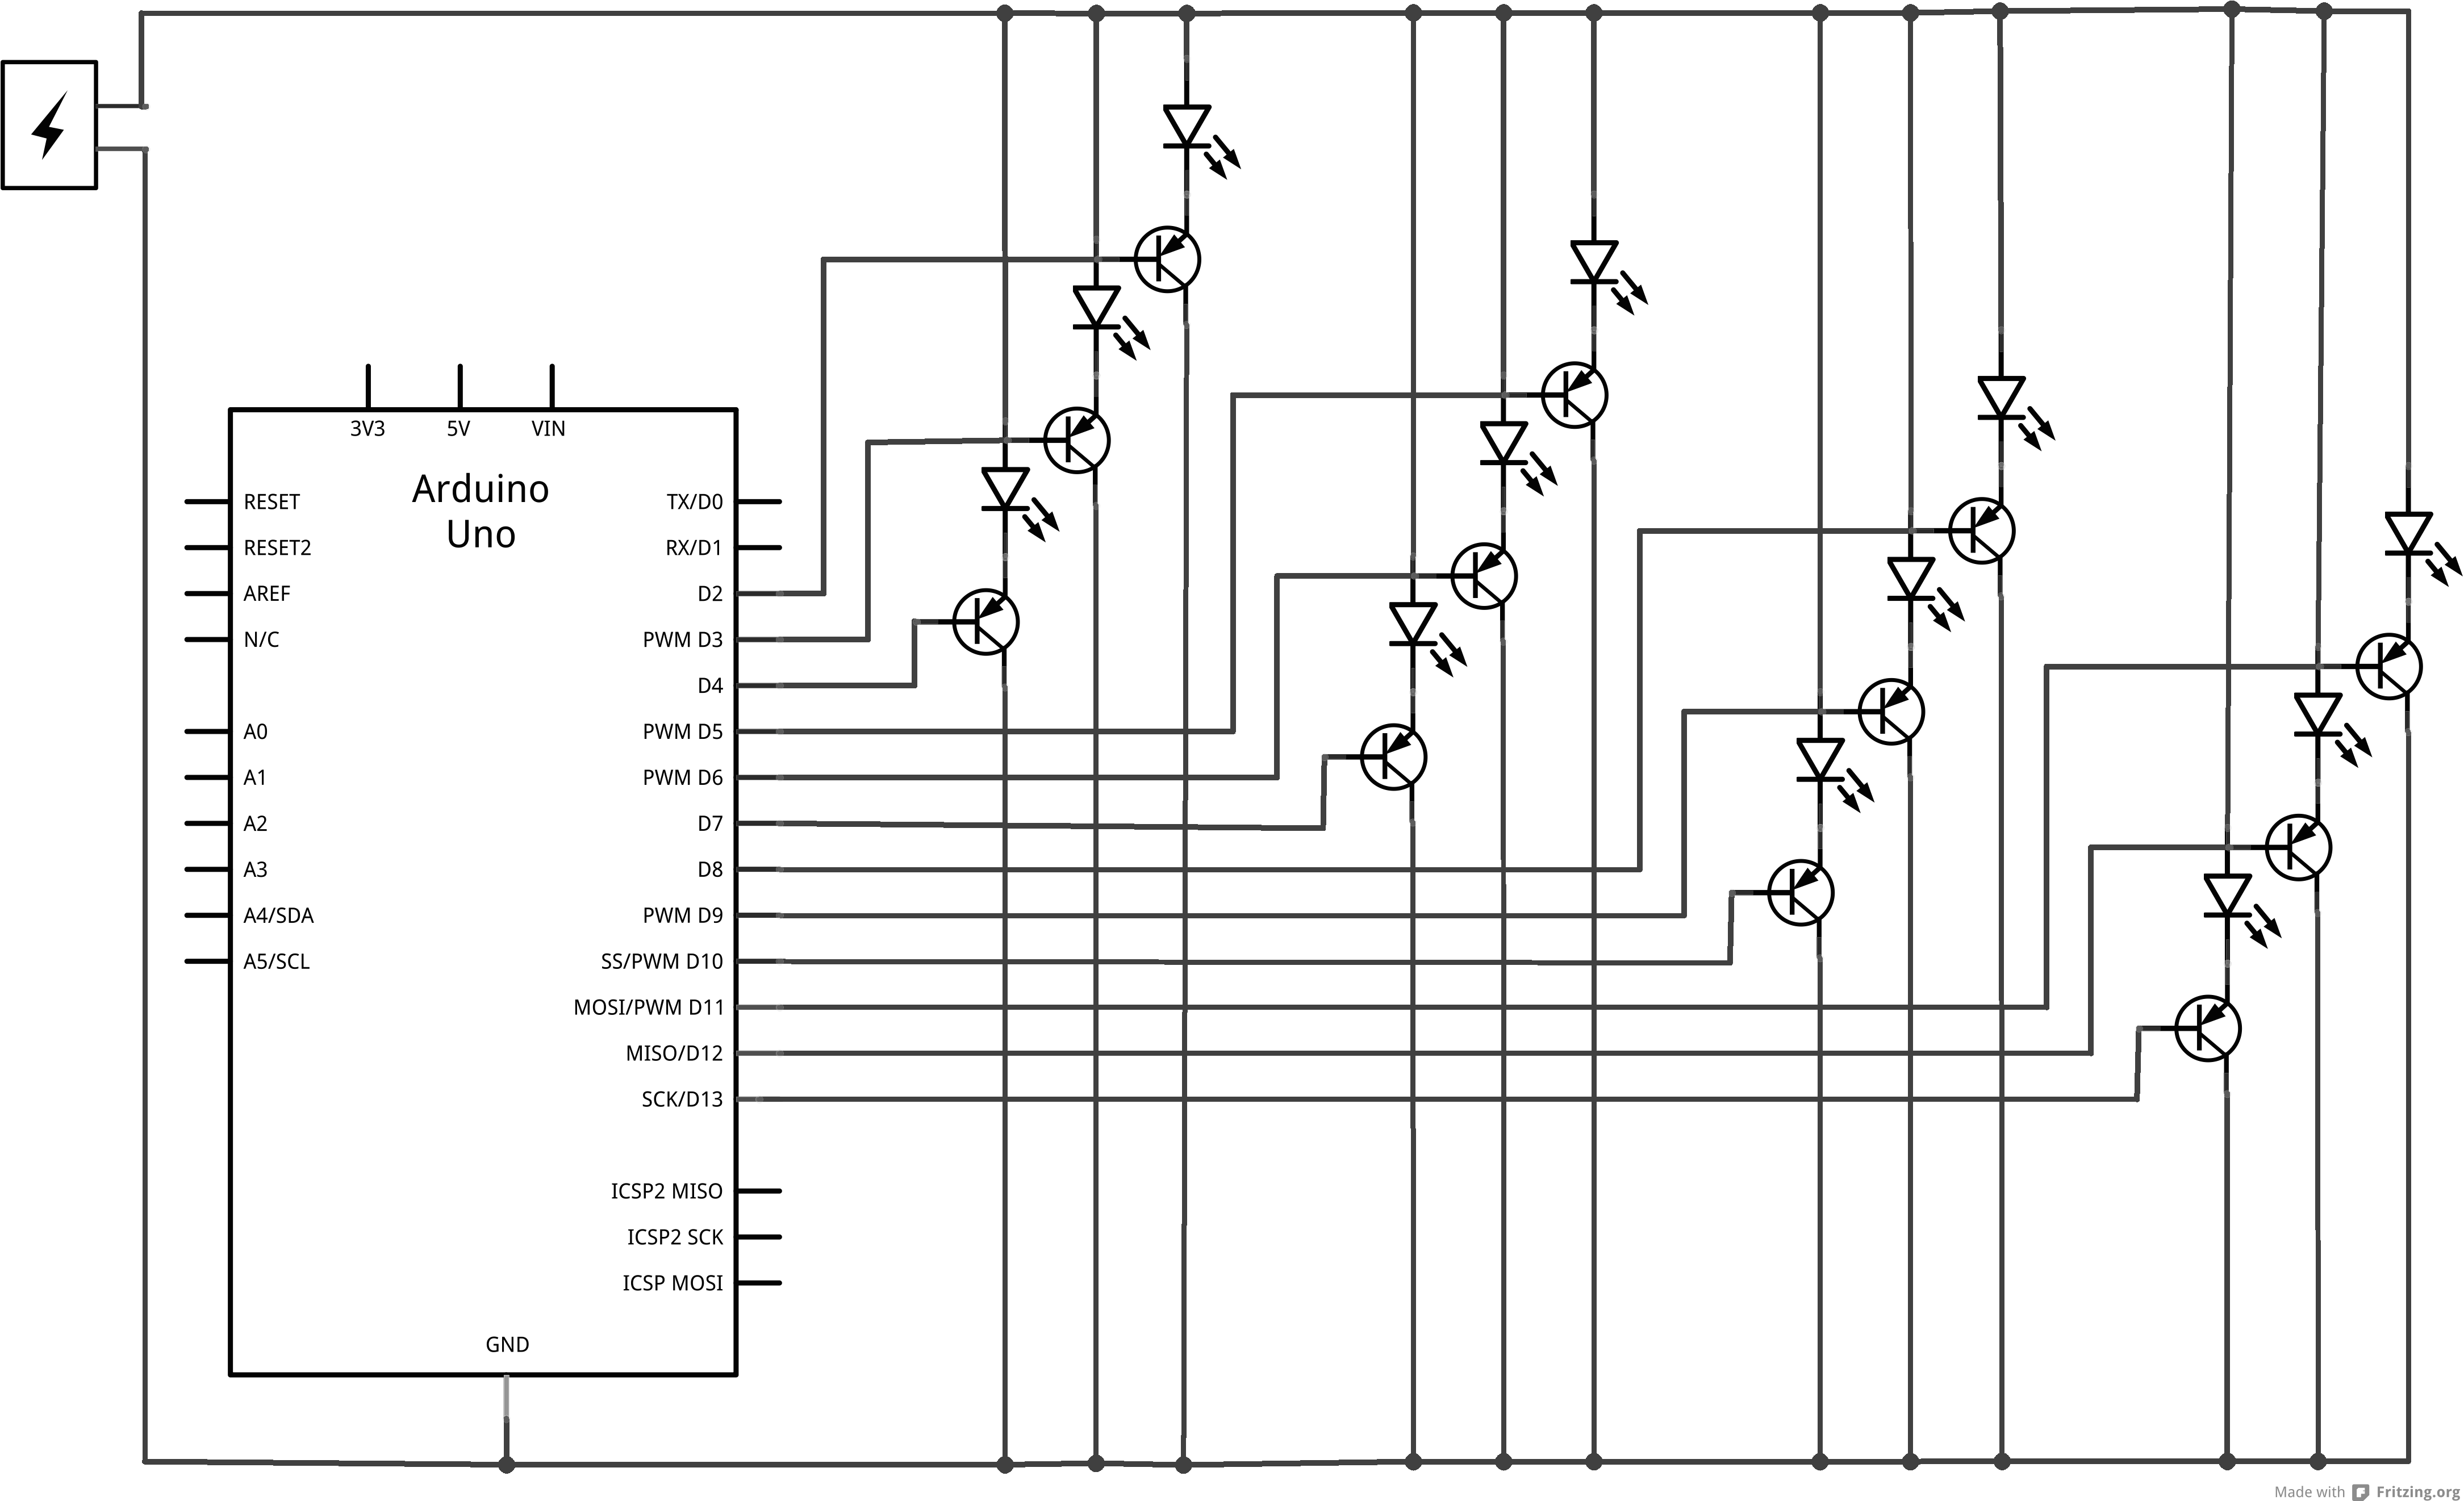 3V3
5V
VIN
Arduino
Uno
RESET
RESET2
AREF
N/C
A0
A1
A2
A3
A4/SDA
A5/SCL
TX/D0
RX/D1
D2
PWM D3
D4
PWM D5
PWM D6
D7
D8
PWM D9
SS/PWM D10
MOSI/PWM D11
MISO/D12
SCK/D13
ICSP2 MISO
ICSP2 SCK
ICSP MOSI
GND
Made with Fritzing.org